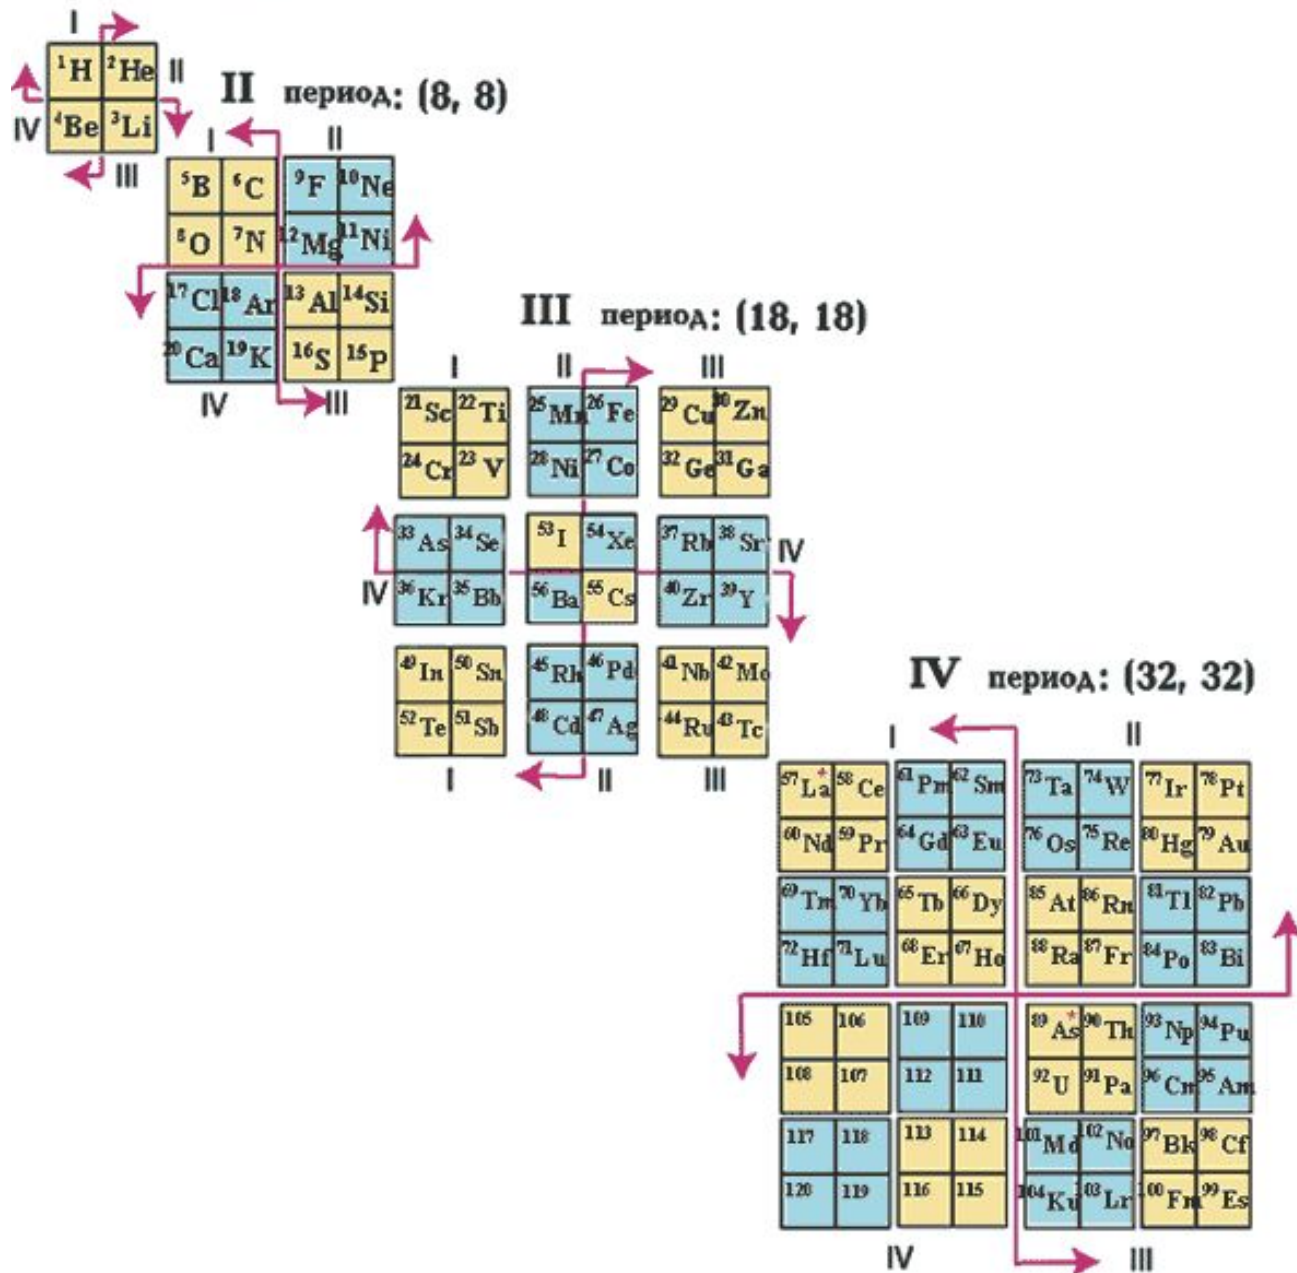 I
¹H ²He II
IV ⁴Be ³Li
III
II период: (8, 8)
I II
⁵B ⁶C ⁹F ¹⁰Ne
⁸O ⁷N ¹²Mg ¹¹Ni
¹⁷Cl ¹⁸Ar ¹³Al ¹⁴Si
²⁰Ca ¹⁹K ¹⁶S ¹⁵P
IV III
III период: (18, 18)
I II III
²¹Sc ²²Ti ²⁵Mn ²⁶Fe ²⁹Cu ³⁰Zn
²⁴Cr ²³V ²⁸Ni ²⁷Co ³²Ge ³¹Ga
³³As ³⁴Se ⁵³I ⁵⁴Xe ³⁷Rb ³⁸Sr IV
IV ³⁶Kr ³⁵Bb ⁵⁶Ba ⁵⁵Cs ⁴⁰Zr ³⁹Y
⁴⁹In ⁵⁰Sn ⁴⁵Rh ⁴⁶Pd ⁴¹Nb ⁴²Mo
⁵²Te ⁵¹Sb ⁴⁸Cd ⁴⁷Ag ⁴⁴Ru ⁴³Tc
I II III
IV период: (32, 32)
I II
⁵⁷La* ⁵⁸Ce ⁶¹Pm ⁶²Sm ⁷³Ta ⁷⁴W ⁷⁷Ir ⁷⁸Pt
⁶⁰Nd ⁵⁹Pr ⁶⁴Gd ⁶³Eu ⁷⁶Os ⁷⁵Re ⁸⁰Hg ⁷⁹Au
⁶⁹Tm ⁷⁰Yb ⁶⁵Tb ⁶⁶Dy ⁸⁵At ⁸⁶Rn ⁸¹Tl ⁸²Pb
⁷²Hf ⁷¹Lu ⁶⁸Er ⁶⁷Ho ⁸⁸Ra ⁸⁷Fr ⁸⁴Po ⁸³Bi
105 106 109 110 ⁸⁹As* ⁹⁰Th ⁹³Np ⁹⁴Pu
108 107 112 111 ⁹²U ⁹¹Pa ⁹⁶Cm ⁹⁵Am
117 118 113 114 ¹⁰¹Md ¹⁰²No ⁹⁷Bk ⁹⁸Cf
120 119 116 115 ¹⁰⁴Ku ¹⁰³Lr ¹⁰⁰Fm ⁹⁹Es
IV III